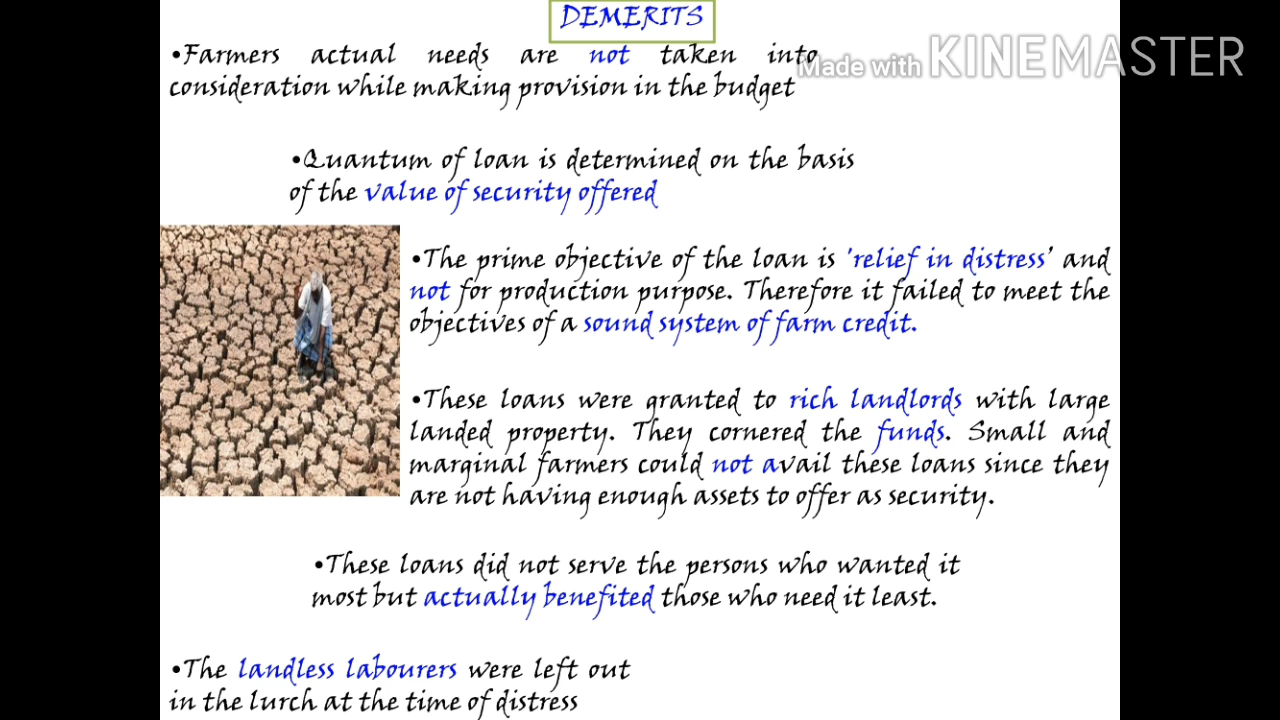 DEMERITS
•Farmers actual needs are not taken into
Made with KINEMASTER
consideration while making provision in the budget
•Quantum of loan is determined on the basis
of the value of security offered
•The prime objective of the loan is 'relief in distress' and
not for production purpose. Therefore it failed to meet the
objectives of a sound system of farm credit.
•These loans were granted to rich landlords with large
landed property. They cornered the funds. Small and
marginal farmers could not avail these loans since they
are not having enough assets to offer as security.
•These loans did not serve the persons who wanted it
most but actually benefited those who need it least.
•The landless labourers were left out
in the lurch at the time of distress